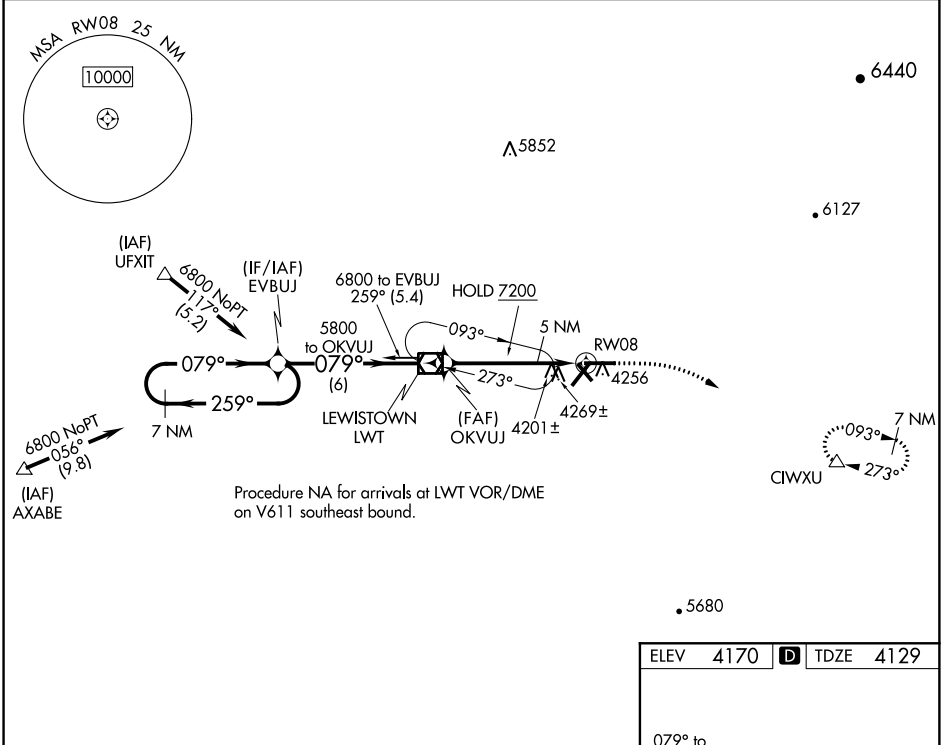 MSA RW08 25 NM
10000
6440
5852
6127
(IAF)
UFXIT
6800 NoPT
117°
(5.2)
(IF/IAF)
EVBUJ
6800 to EVBUJ
259° (5.4)
HOLD 7200
5800
to OKVUJ
079°
(6)
079°
259°
7 NM
093°
273°
5 NM
RW08
4256
4269±
4201±
LEWISTOWN
LWT
(FAF)
OKVUJ
6800 NoPT
056°
(9.8)
(IAF)
AXABE
7 NM
093°
273°
CIWXU
Procedure NA for arrivals at LWT VOR/DME
on V611 southeast bound.
5680
ELEV 4170 D TDZE 4129
079° to